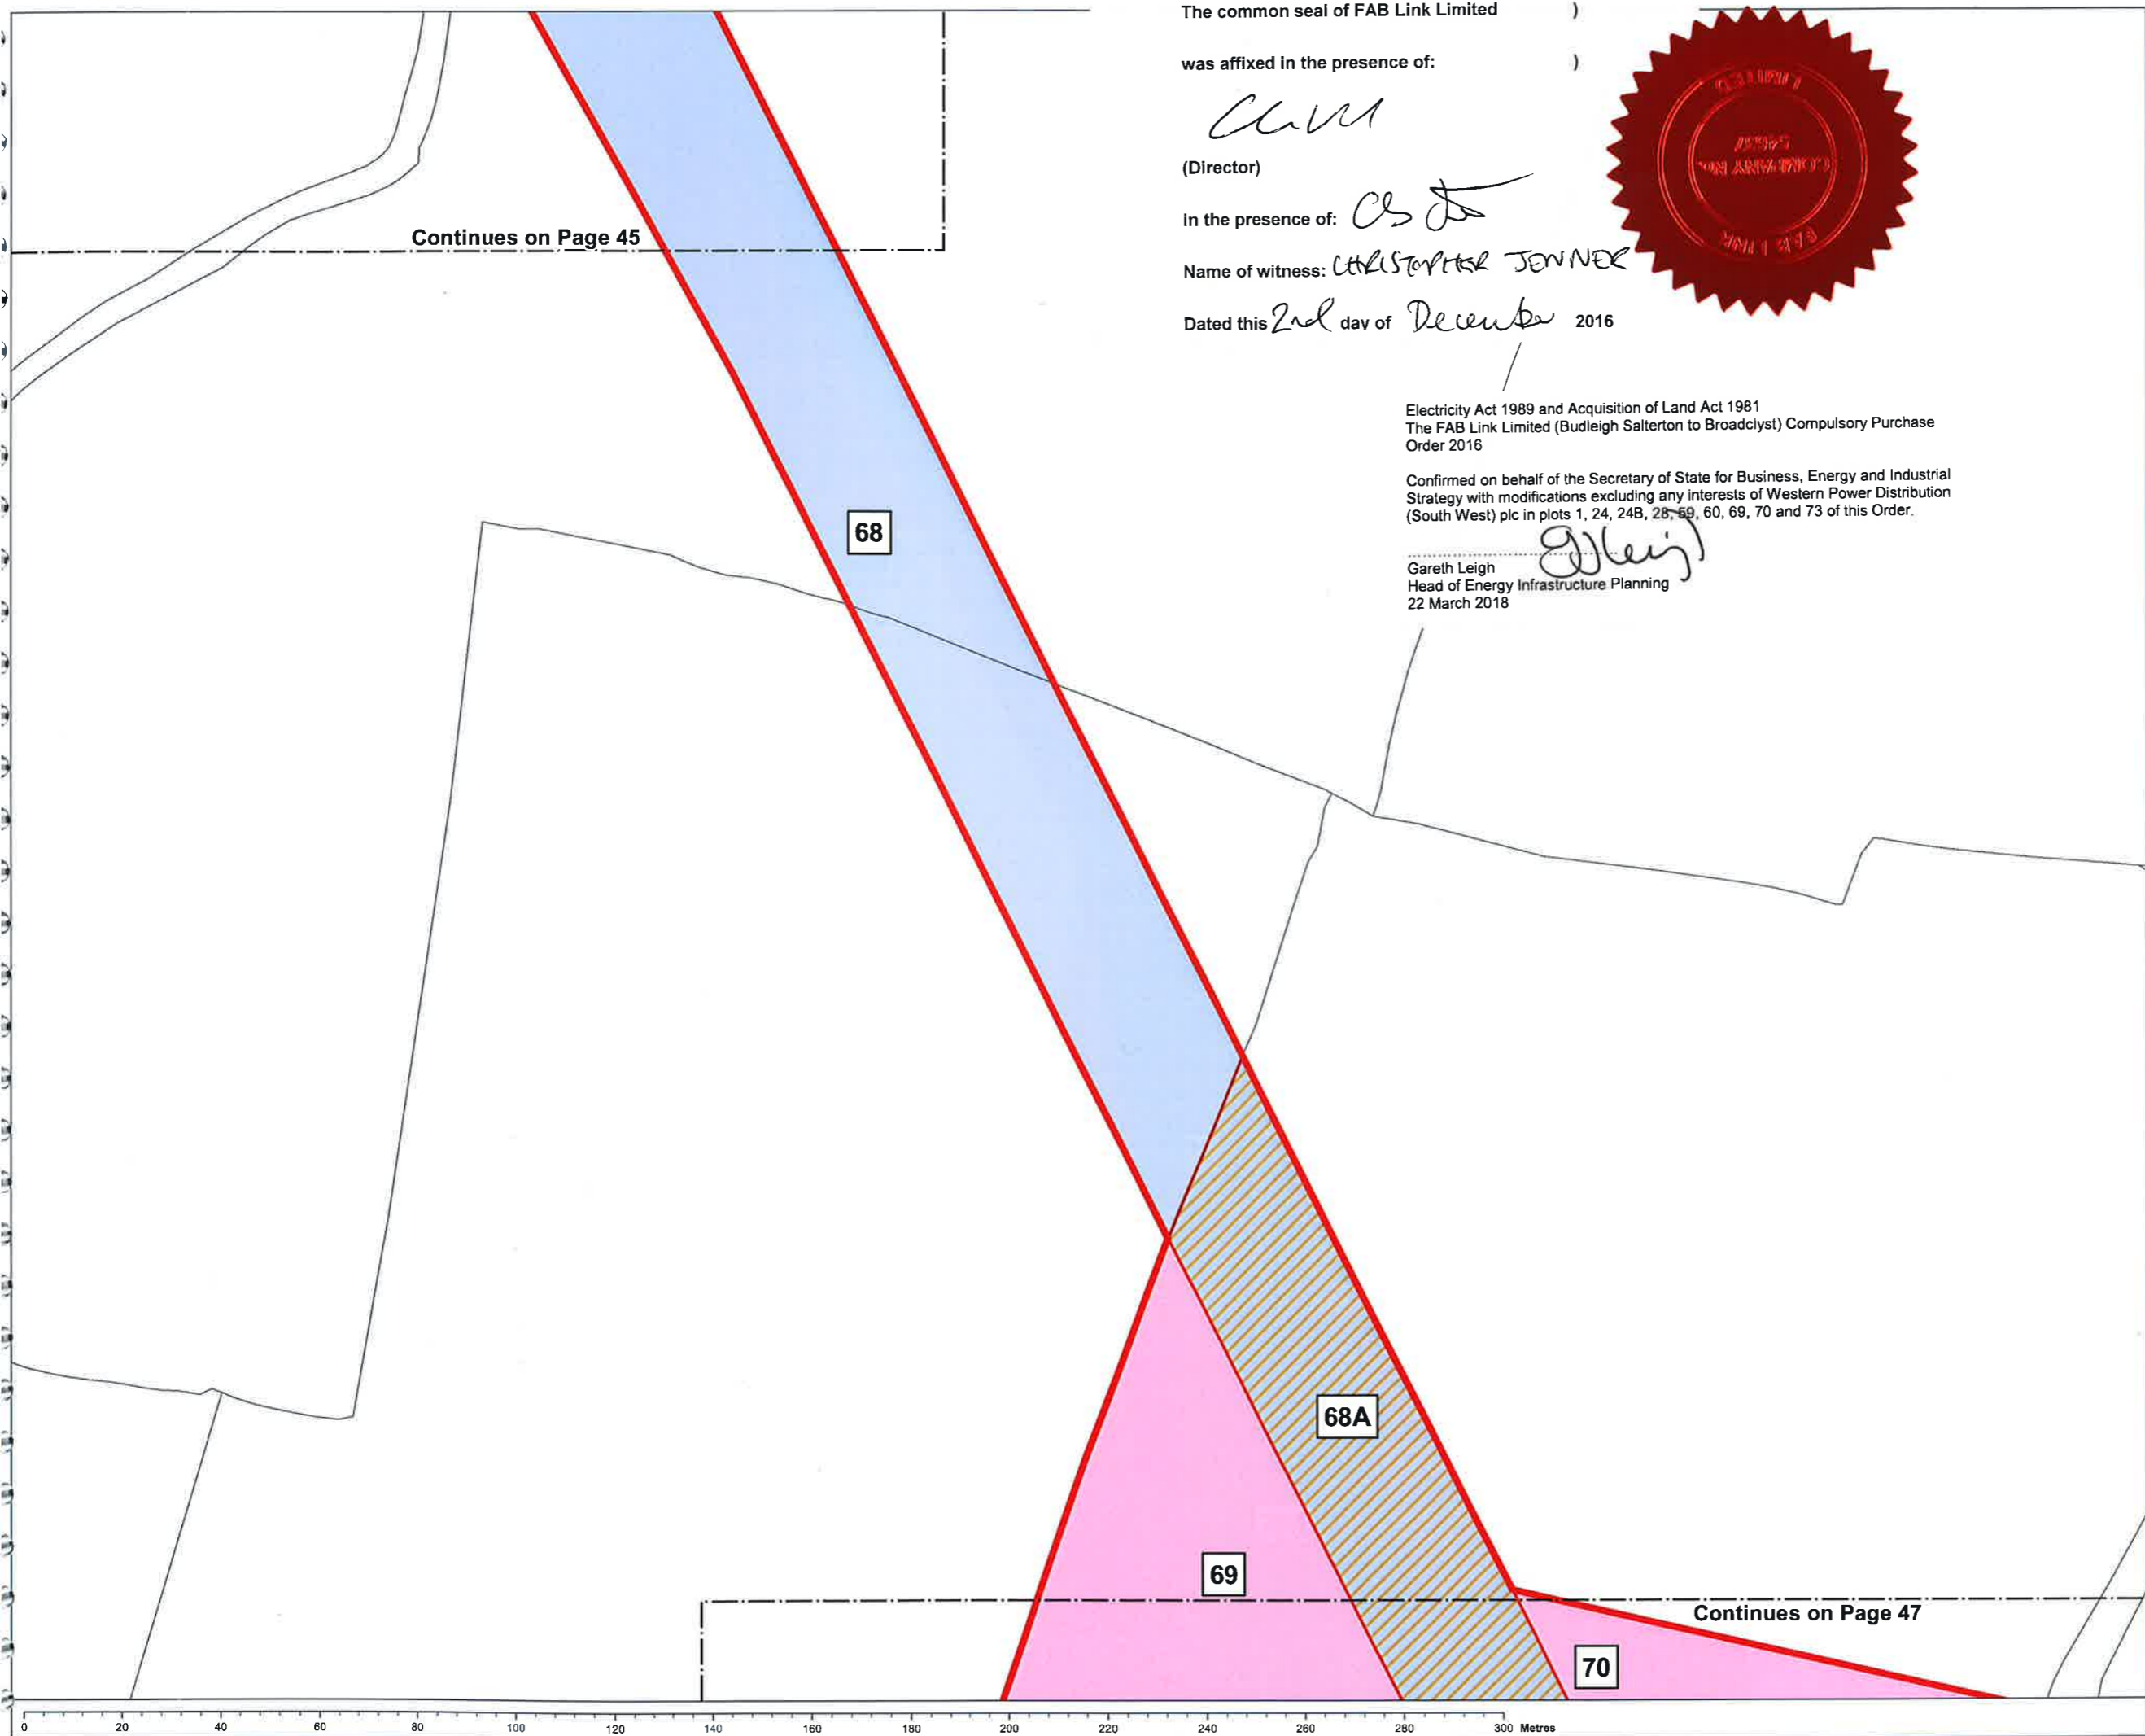 The common seal of FAB Link Limited )
was affixed in the presence of: )
(Director)
in the presence of:
Name of witness: CHRISTOPHER JENNER
Dated this 2nd day of December 2016
LIMITED
COMPANY NO.
FAB LINK
Electricity Act 1989 and Acquisition of Land Act 1981
The FAB Link Limited (Budleigh Salterton to Broadclyst) Compulsory Purchase
Order 2016
Confirmed on behalf of the Secretary of State for Business, Energy and Industrial
Strategy with modifications excluding any interests of Western Power Distribution
(South West) plc in plots 1, 24, 24B, 28, 59, 60, 69, 70 and 73 of this Order.
Gareth Leigh
Head of Energy Infrastructure Planning
22 March 2018
Continues on Page 45
68
68A
69
Continues on Page 47
70
0 20 40 60 80 100 120 140 160 180 200 220 240 260 280 300 Metres